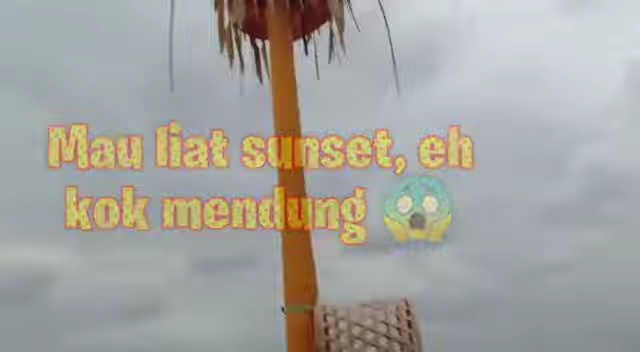 Mau liat sunset, eh
kok mendung 😱